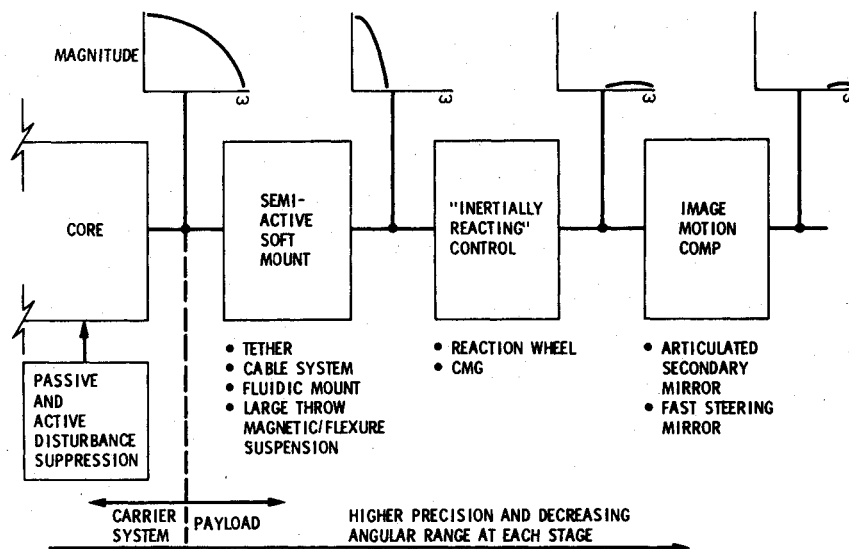 MAGNITUDE
ω
ω
ω
ω
CORE
SEMI-
ACTIVE
SOFT
MOUNT
"INERTIALLY
REACTING"
CONTROL
IMAGE
MOTION
COMP
PASSIVE
AND
ACTIVE
DISTURBANCE
SUPPRESSION
• TETHER
• CABLE SYSTEM
• FLUIDIC MOUNT
• LARGE THROW
MAGNETIC/FLEXURE
SUSPENSION
• REACTION WHEEL
• CMG
• ARTICULATED
SECONDARY
MIRROR
• FAST STEERING
MIRROR
CARRIER
SYSTEM
PAYLOAD
HIGHER PRECISION AND DECREASING
ANGULAR RANGE AT EACH STAGE